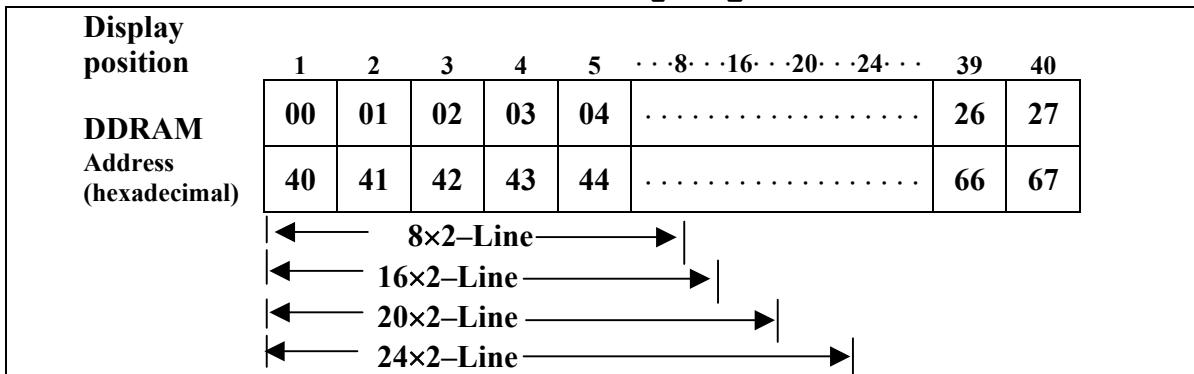 Display
position 1 2 3 4 5 · · ·8· · ·16· · ·20· · ·24· · · 39 40
DDRAM 00 01 02 03 04 · · · · · · · · · · · · · · · · · · 26 27
Address
(hexadecimal) 40 41 42 43 44 · · · · · · · · · · · · · · · · · · 66 67
8×2–Line
16×2–Line
20×2–Line
24×2–Line